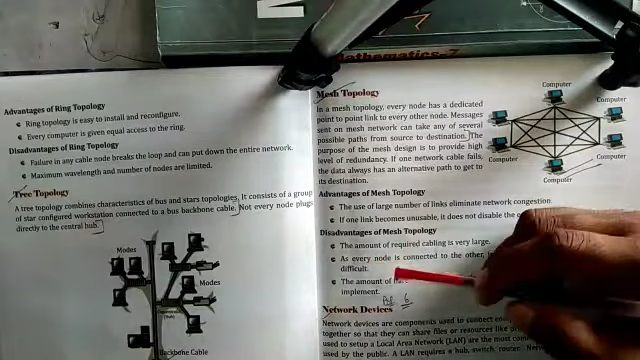 Mathematics-7
Advantages of Ring Topology
Ring topology is easy to install and reconfigure.
Every computer is given equal access to the ring.
Disadvantages of Ring Topology
Failure in any cable node breaks the loop and can put down the entire network.
Maximum wavelength and number of nodes are limited.
Tree Topology
A tree topology combines characteristics of bus and stars topologies. It consists of a group
of star configured workstation connected to a bus backbone cable. Not every node plugs
directly to the central hub.
Modes
Modes
Backbone Cable
Mesh Topology
In a mesh topology, every node has a dedicated
point to point link to every other node. Messages
sent on mesh network can take any of several
possible paths from source to destination. The
purpose of the mesh design is to provide high
level of redundancy. If one network cable fails,
the data always has an alternative path to get
to its destination.
Computer
Computer
Computer
Computer
Computer
Computer
Advantages of Mesh Topology
The use of large number of links eliminates network congestion.
If one link becomes unusable, it does not disable the
Disadvantages of Mesh Topology
The amount of required cabling is very large.
As every node is connected to the other,
difficult.
The amount of
implement.
6
Network Devices
Network devices are components used to connect
together so that they can share files or resources like
used to setup a Local Area Network (LAN) are the most
used by the public. A LAN requires a hub, switch, router.